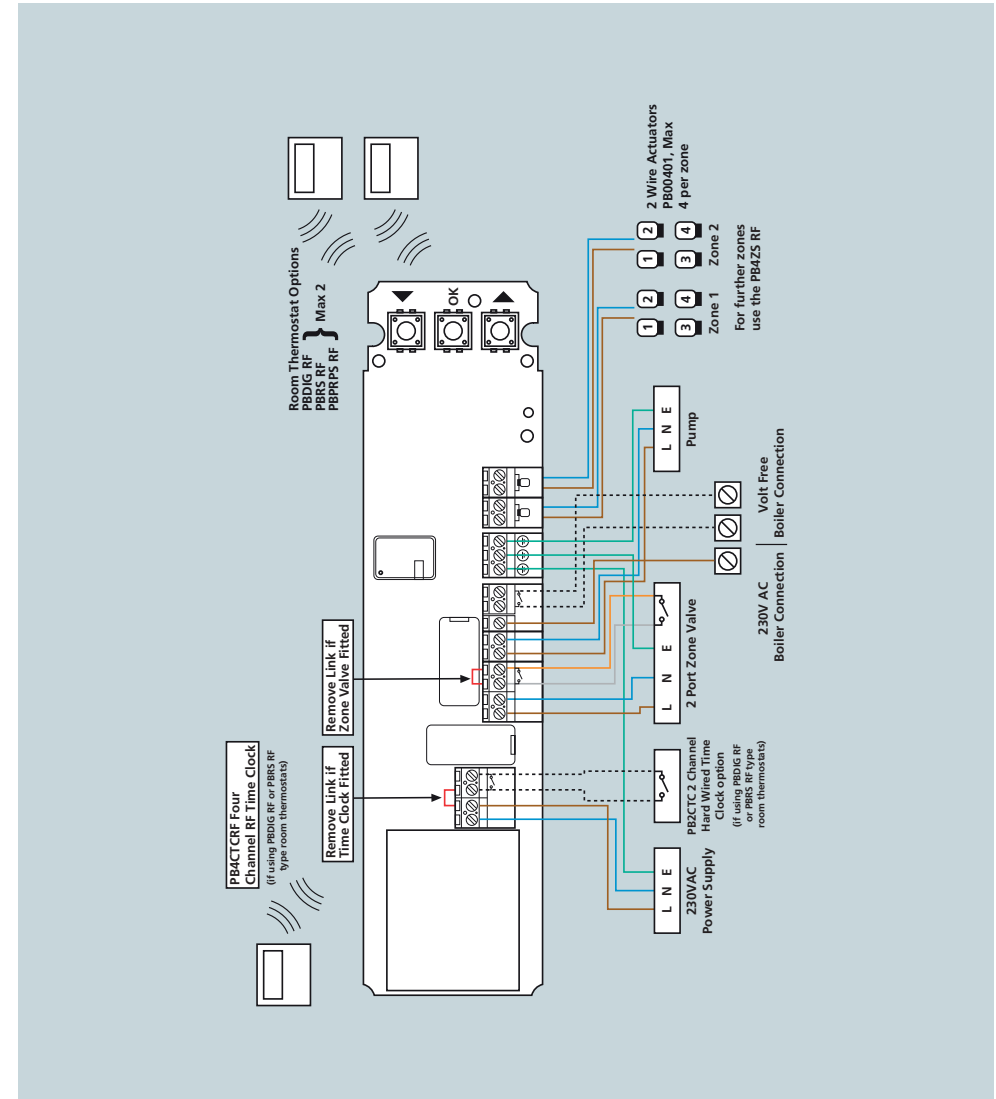 PB4CTCRF Four
Channel RF Time Clock
(if using PBDIG RF or PBRS RF
type room thermostats)
Room Thermostat Options
PBDIG RF
PBRS RF
PBPRPS RF
Max 2
Remove Link if
Time Clock Fitted
Remove Link if
Zone Valve Fitted
OK
230VAC
Power Supply
L N E
PB2CTC 2 Channel
Hard Wired Time
Clock option
(if using PBDIG RF
or PBRS RF type
room thermostats)
L N E
2 Port Zone Valve
230V AC
Boiler Connection
Volt Free
Boiler Connection
L N E
Pump
1 2
3 4
Zone 1
1 2
3 4
Zone 2
2 Wire Actuators
PB00401, Max
4 per zone
For further zones
use the PB4ZS RF